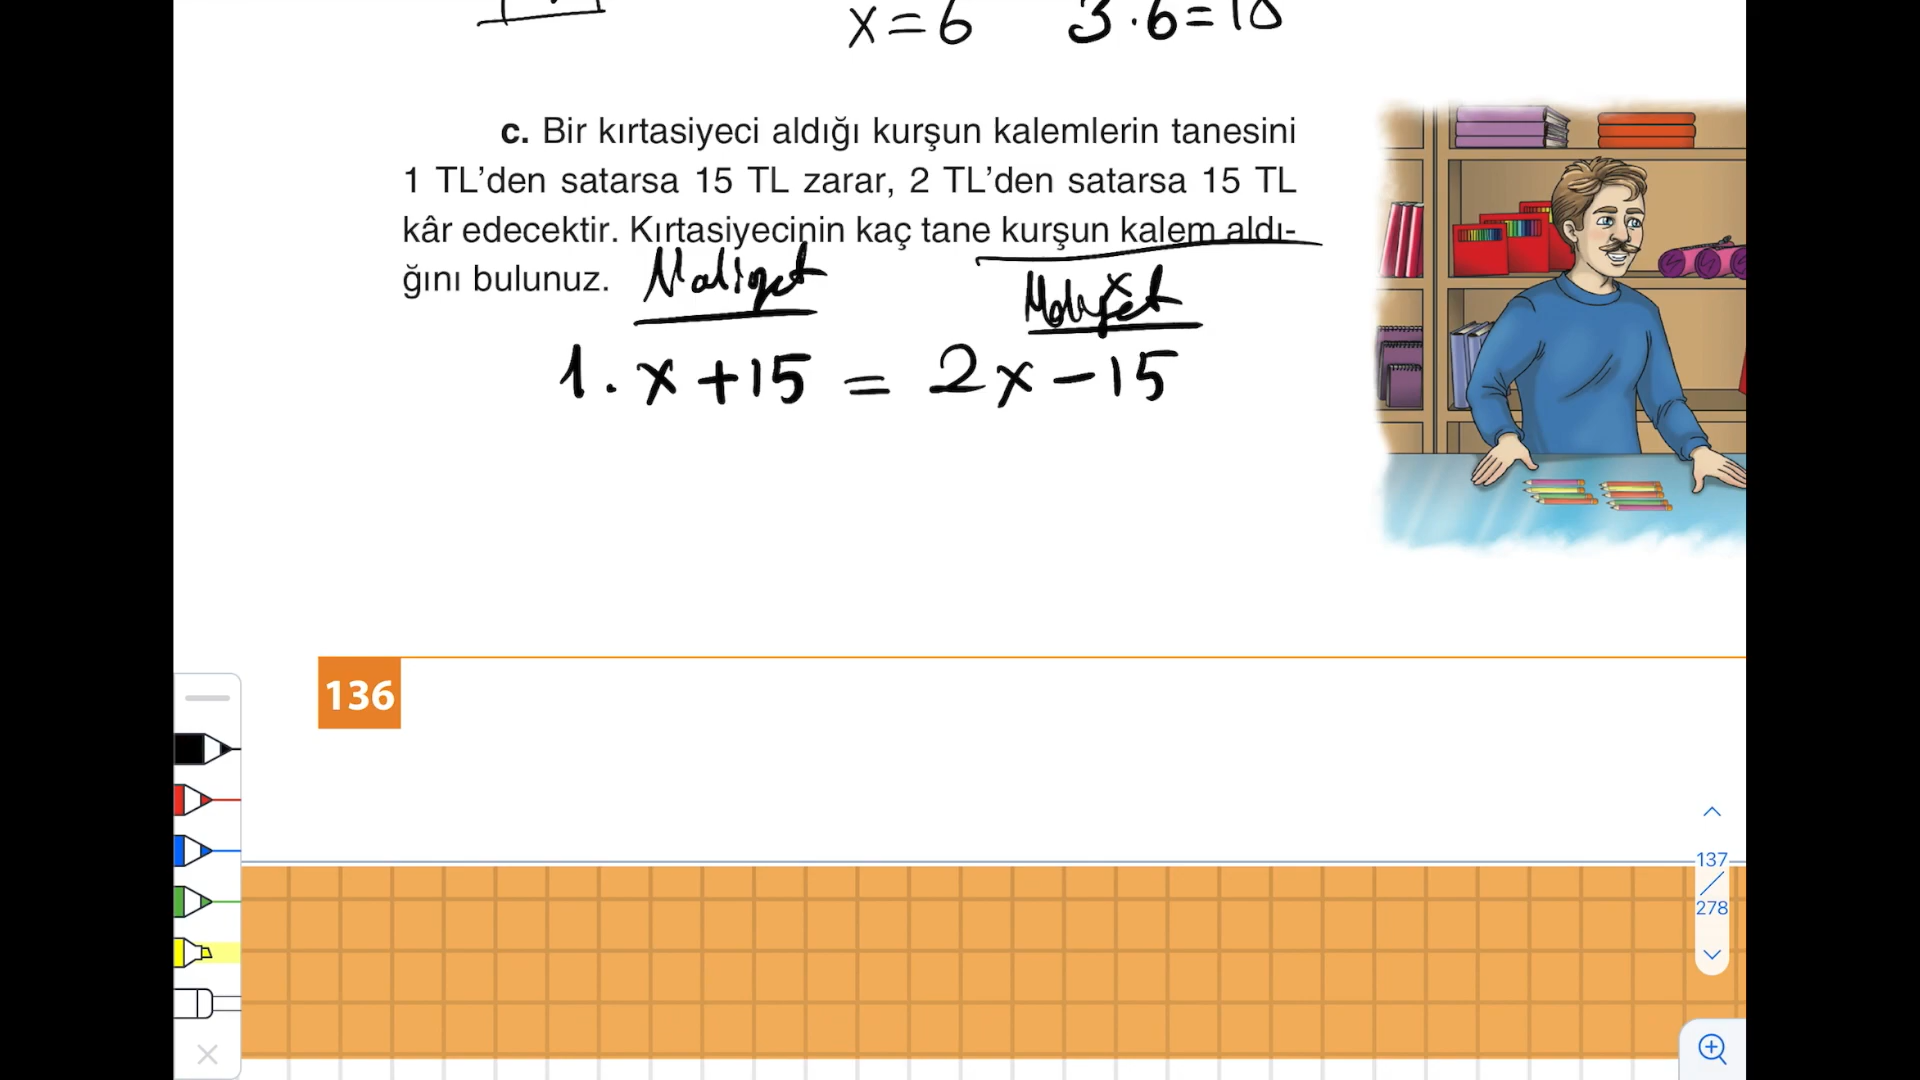 x=6 3·6=18
c. Bir kırtasiyeci aldığı kurşun kalemlerin tanesini
1 TL’den satarsa 15 TL zarar, 2 TL’den satarsa 15 TL
kâr edecektir. Kırtasiyecinin kaç tane kurşun kalem aldı-
ğını bulunuz. Maliyet Maliyet
x
1. x + 15 = 2x - 15
136
137
278